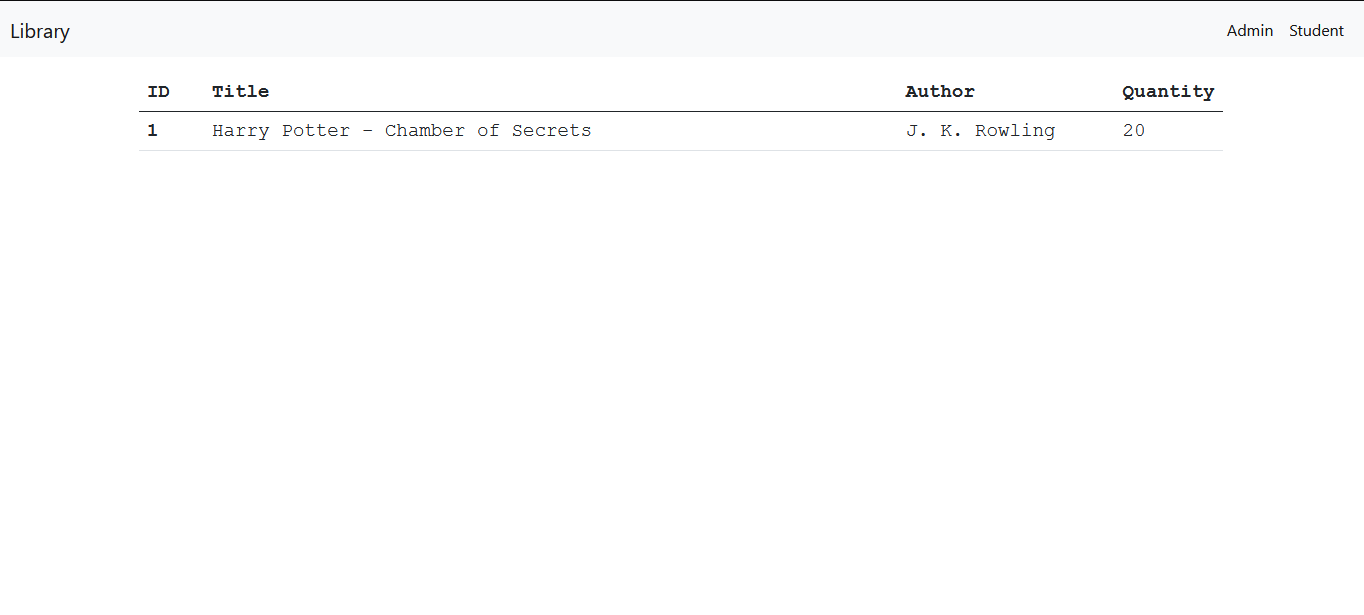 Library Admin Student
ID Title Author Quantity
1 Harry Potter - Chamber of Secrets J. K. Rowling 20